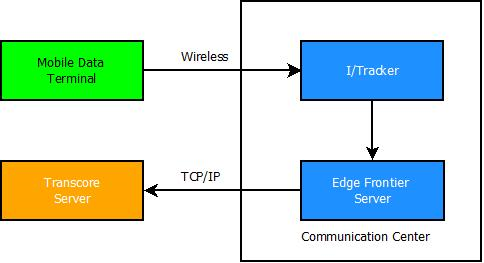 Mobile Data
Terminal
Wireless
I/Tracker
Transcore
Server
TCP/IP
Edge Frontier
Server
Communication Center